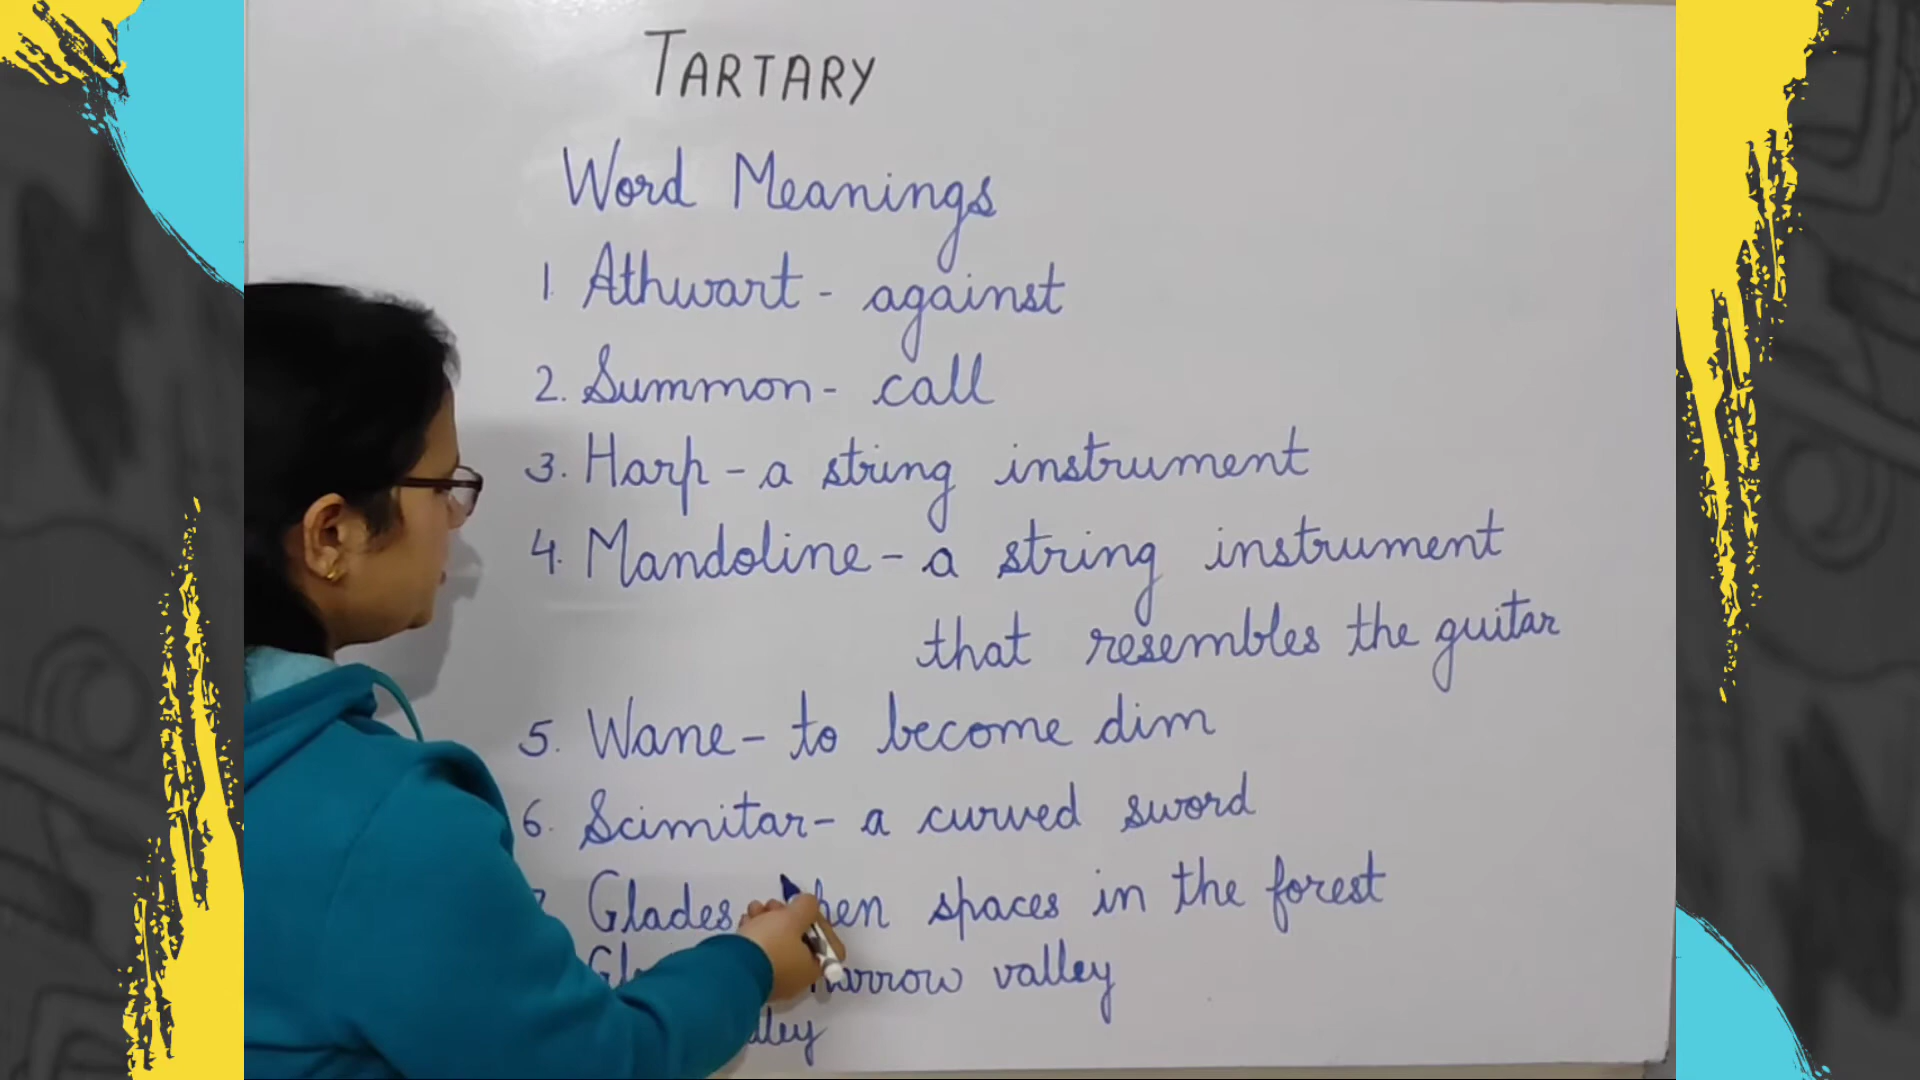 TARTARY
Word Meanings
1. Athwart - against
2. Summon - call
3. Harp - a string instrument
4. Mandoline - a string instrument
that resembles the guitar
5. Wane - to become dim
6. Scimitar - a curved sword
Glades spaces in the forest
narrow valley